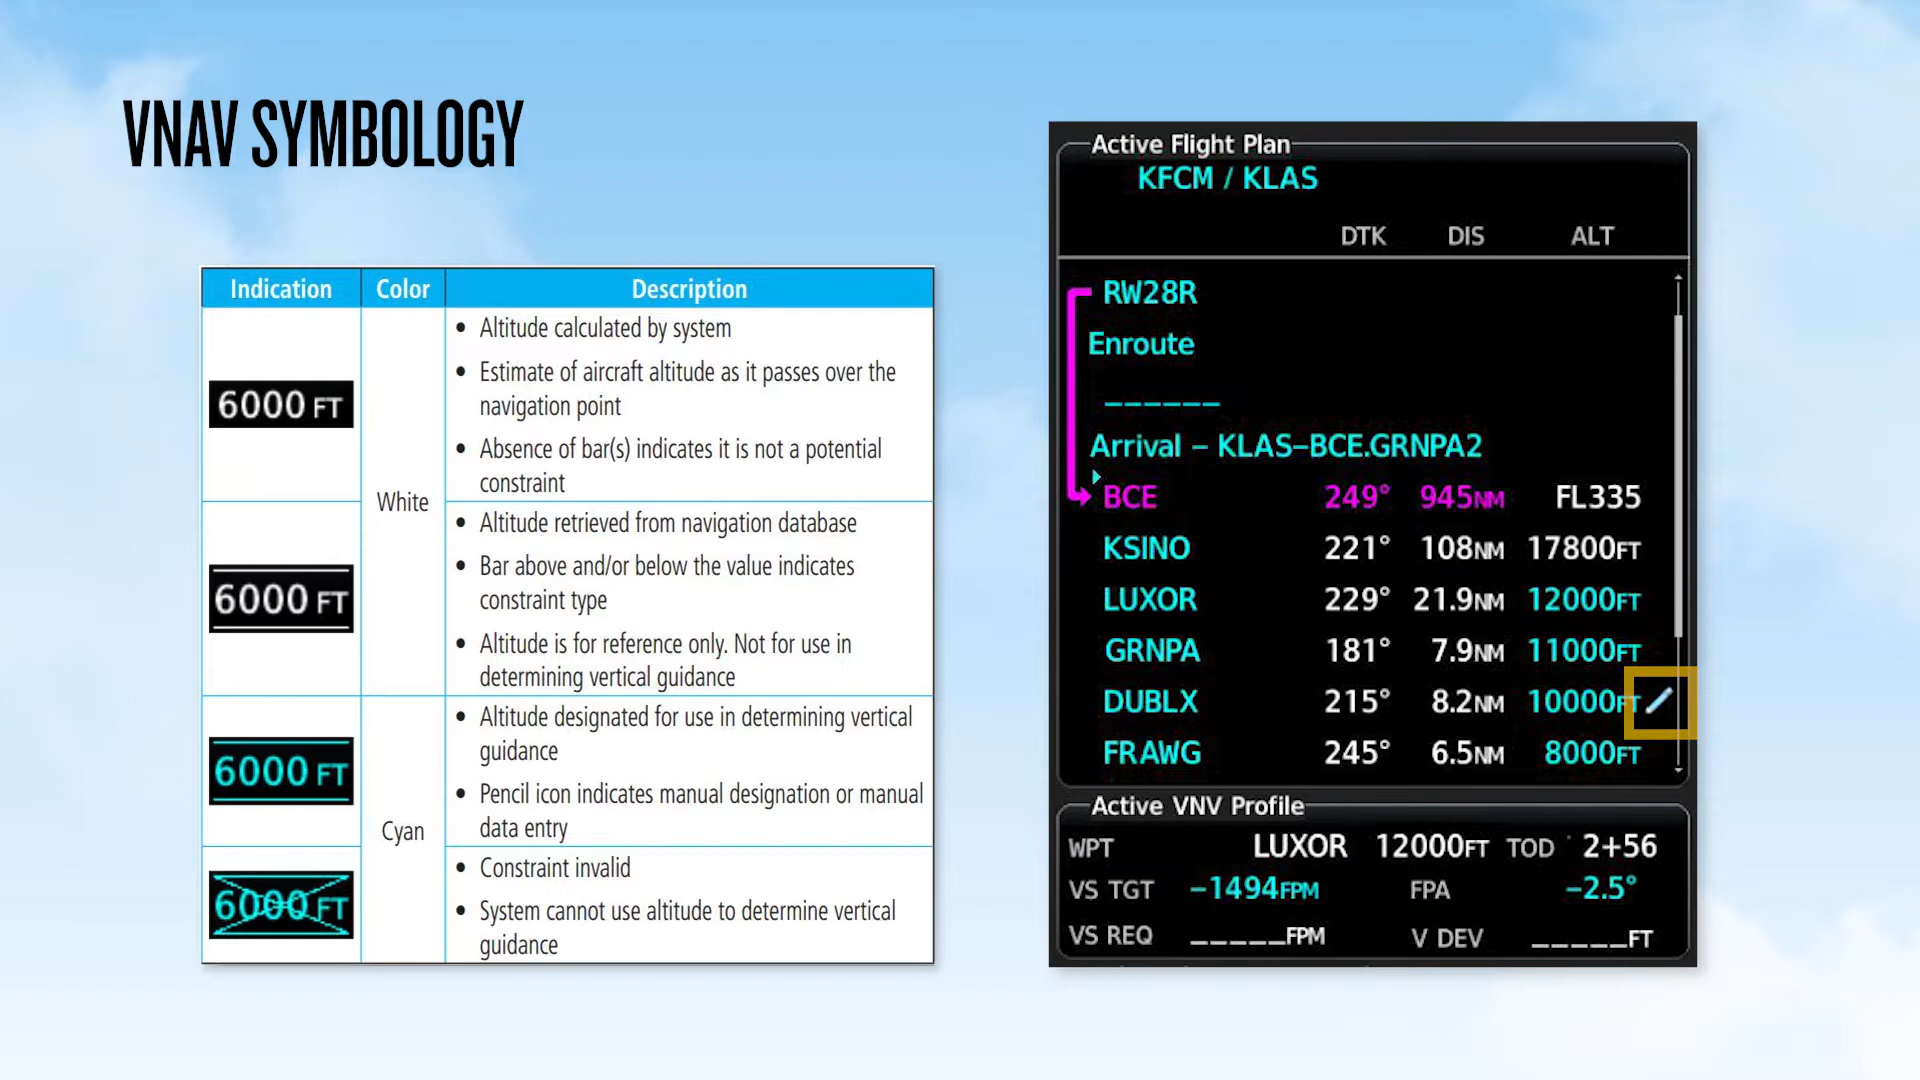 VNAV SYMBOLOGY
Indication Color Description
6000 FT
White
• Altitude calculated by system
• Estimate of aircraft altitude as it passes over the
navigation point
• Absence of bar(s) indicates it is not a potential
constraint
6000 FT
• Altitude retrieved from navigation database
• Bar above and/or below the value indicates
constraint type
• Altitude is for reference only. Not for use in
determining vertical guidance
6000 FT
Cyan
• Altitude designated for use in determining vertical
guidance
• Pencil icon indicates manual designation or manual
data entry
6000 FT
• Constraint invalid
• System cannot use altitude to determine vertical
guidance
Active Flight Plan
KFCM / KLAS
DTK DIS ALT
RW28R
Enroute
______
Arrival – KLAS–BCE.GRNPA2
BCE 249° 945NM FL335
KSINO 221° 108NM 17800FT
LUXOR 229° 21.9NM 12000FT
GRNPA 181° 7.9NM 11000FT
DUBLX 215° 8.2NM 10000FT
FRAWG 245° 6.5NM 8000FT
Active VNV Profile
WPT LUXOR 12000FT TOD 2+56
VS TGT –1494FPM FPA –2.5°
VS REQ _____FPM V DEV _____FT